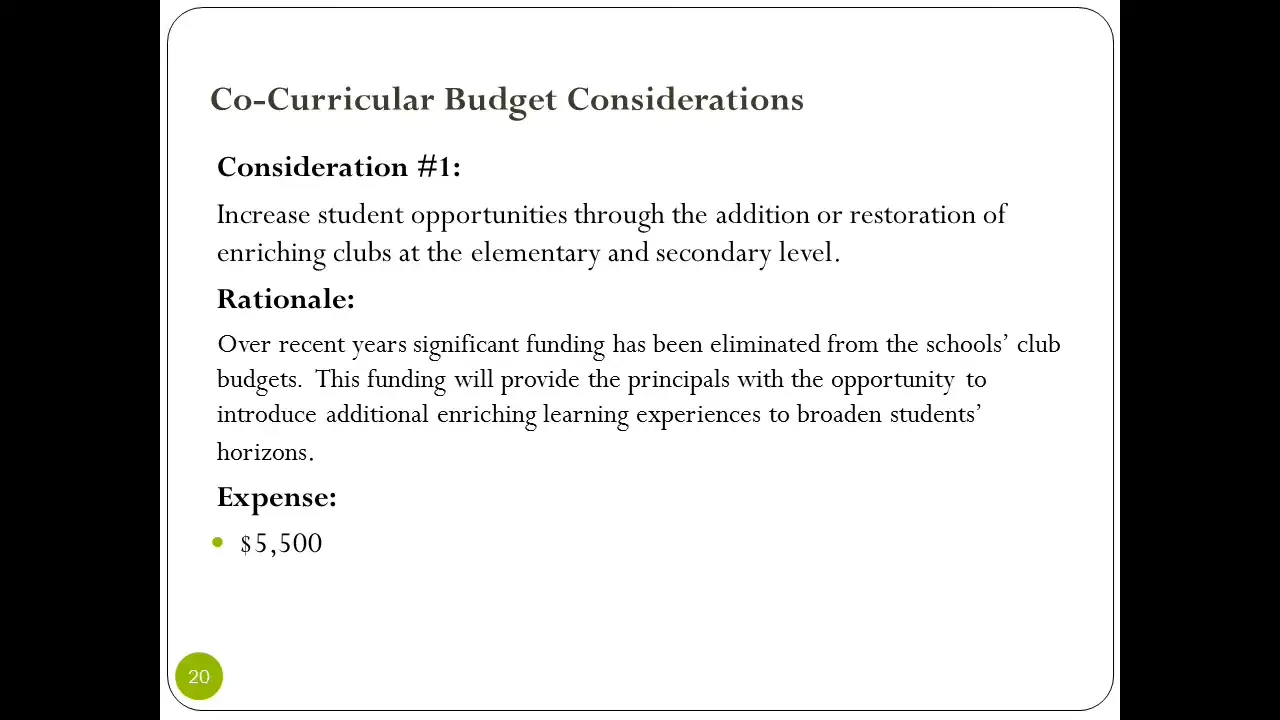 Co-Curricular Budget Considerations
Consideration #1:
Increase student opportunities through the addition or restoration of
enriching clubs at the elementary and secondary level.
Rationale:
Over recent years significant funding has been eliminated from the schools’ club
budgets.  This funding will provide the principals with the opportunity to
introduce additional enriching learning experiences to broaden students’
horizons.
Expense:
• $5,500
20